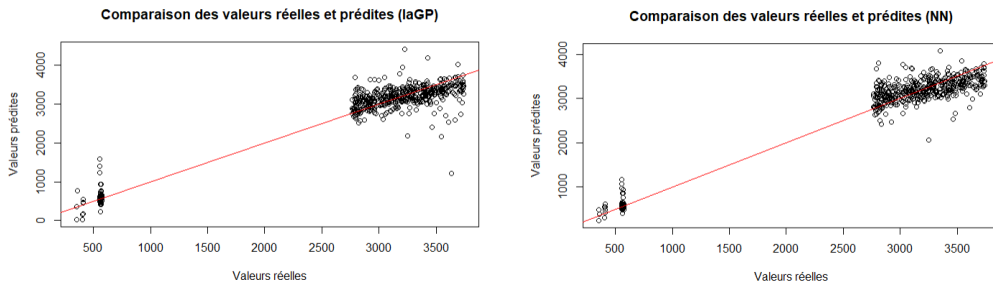 Comparaison des valeurs réelles et prédites (laGP)
Valeurs prédites
4000
3000
2000
1000
0
500 1000 1500 2000 2500 3000 3500
Valeurs réelles
Comparaison des valeurs réelles et prédites (NN)
Valeurs prédites
4000
3000
2000
1000
500 1000 1500 2000 2500 3000 3500
Valeurs réelles